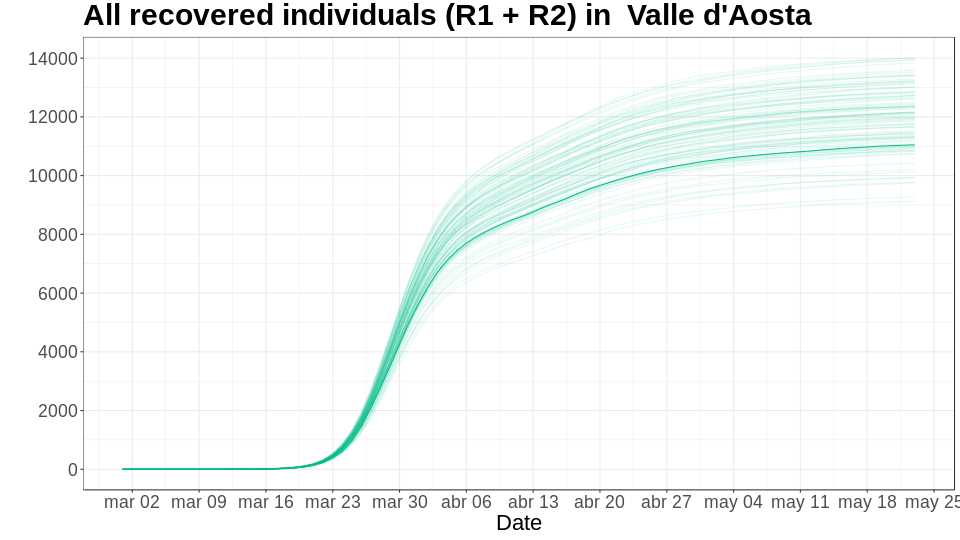 All recovered individuals (R1 + R2) in  Valle d'Aosta
14000
12000
10000
8000
6000
4000
2000
0
mar 02 mar 09 mar 16 mar 23 mar 30 abr 06 abr 13 abr 20 abr 27 may 04 may 11 may 18 may 25
Date